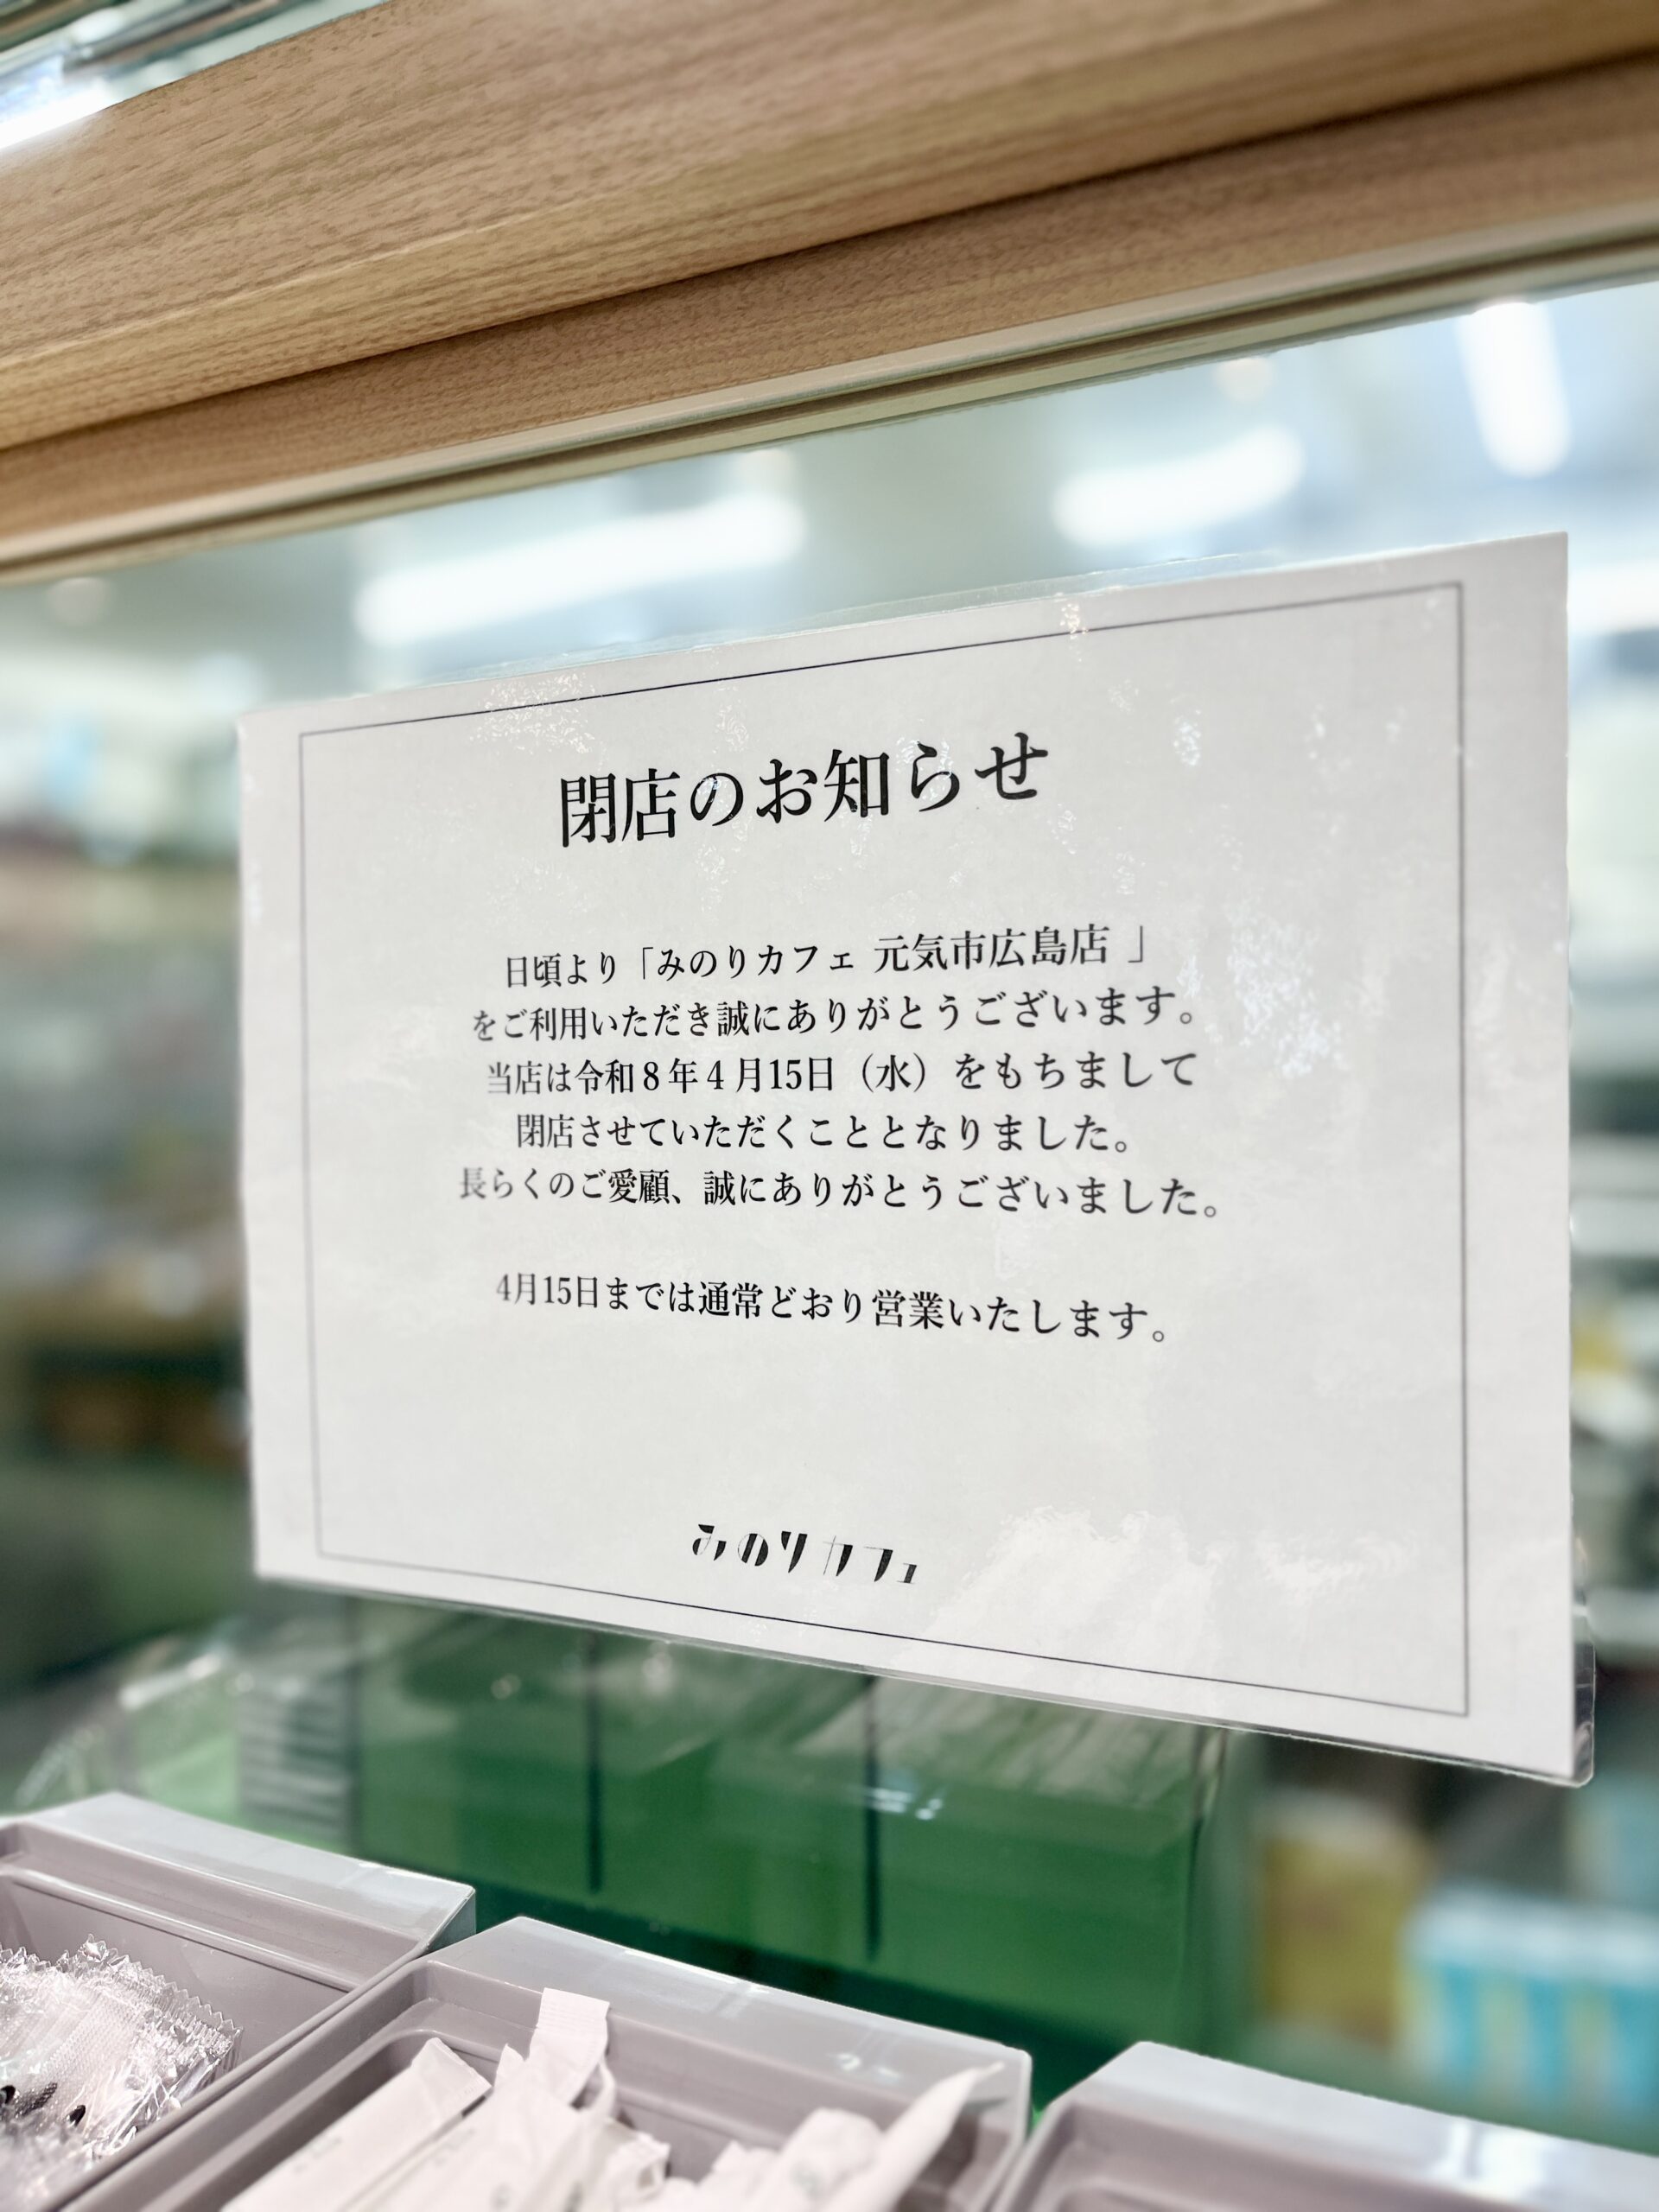 閉店のお知らせ
日頃より「みのりカフェ 元気市広島店 」
をご利用いただき誠にありがとうございます。
当店は令和８年４月15日（水）をもちまして
閉店させていただくこととなりました。
長らくのご愛顧、誠にありがとうございました。
4月15日までは通常どおり営業いたします。
みのりカフェ